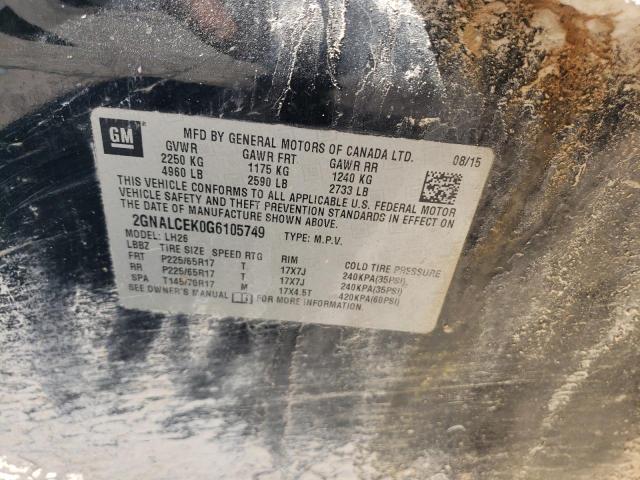 GM
MFD BY GENERAL MOTORS OF CANADA LTD.
08/15
GVWR GAWR FRT GAWR RR
2250 KG 1175 KG 1240 KG
4960 LB 2590 LB 2733 LB
THIS VEHICLE CONFORMS TO ALL APPLICABLE U.S. FEDERAL MOTOR
VEHICLE SAFETY AND THEFT PREVENTION STANDARDS IN EFFECT ON
THE DATE OF MANUFACTURE SHOWN ABOVE.
2GNALCEK0G6105749 TYPE: M.P.V.
MODEL: LH26
LBBZ TIRE SIZE SPEED RTG RIM COLD TIRE PRESSURE
FRT P225/65R17 T 17X7J 240KPA(35PSI)
RR P225/65R17 T 17X7J 240KPA(35PSI)
SPA T145/70R17 M 17X4.5T 420KPA(60PSI)
SEE OWNER'S MANUAL FOR MORE INFORMATION